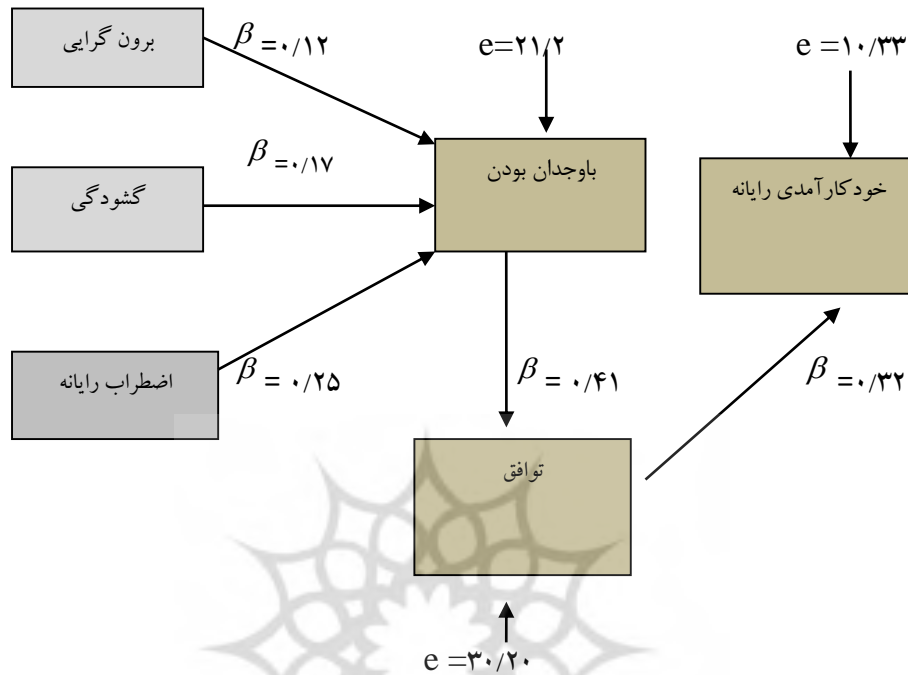 برون گرایی
β =۰/۱۲
e=۲۱/۲
e =۱۰/۳۳
گشودگی
β =۰/۱۷
باوجدان بودن
خودکارآمدی رایانه
اضطراب رایانه
β = ۰/۲۵
β = ۰/۴۱
β =۰/۳۲
توافق
e =۳۰/۲۰